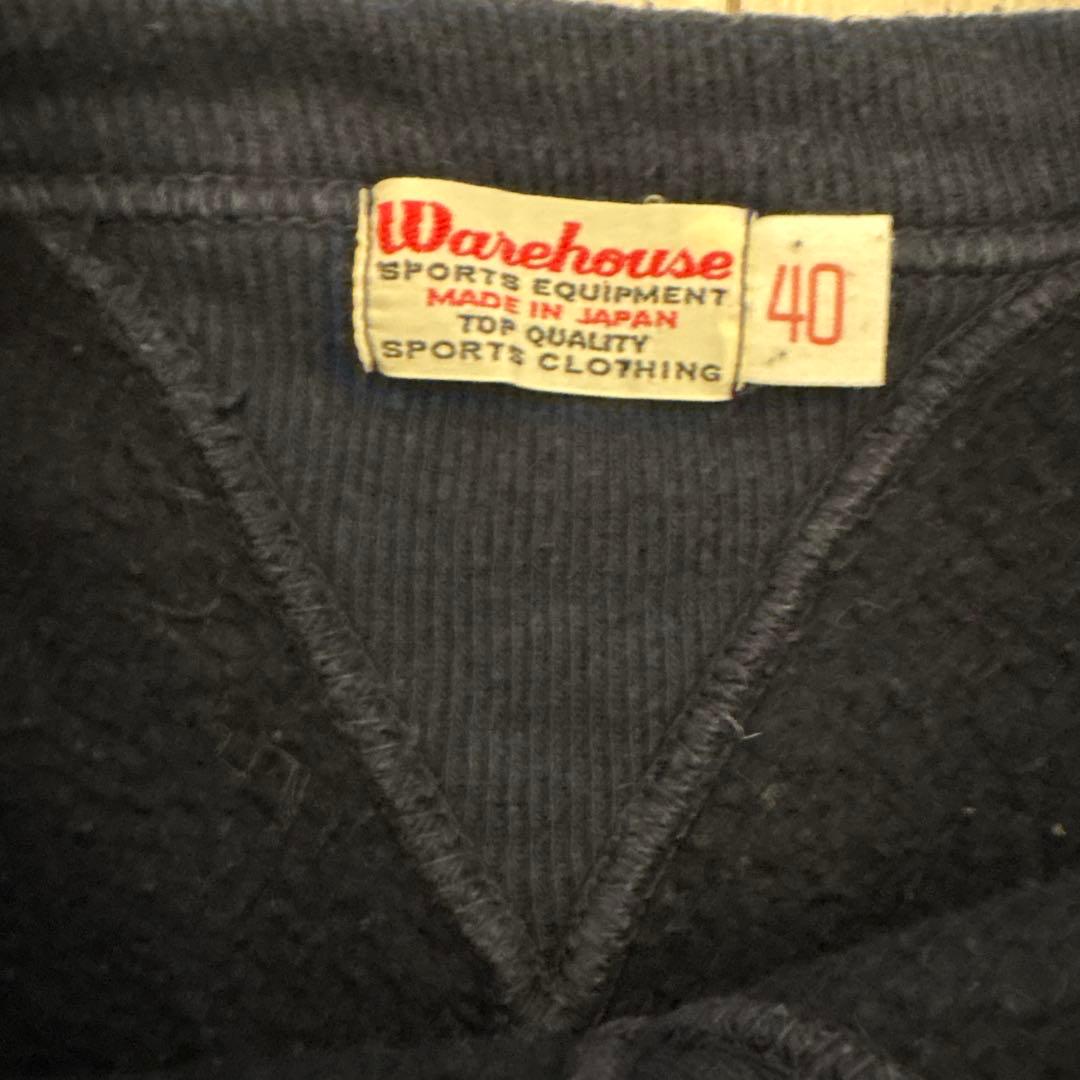 Warehouse
SPORTS EQUIPMENT
MADE IN JAPAN
TOP QUALITY
SPORTS CLOTHING
40